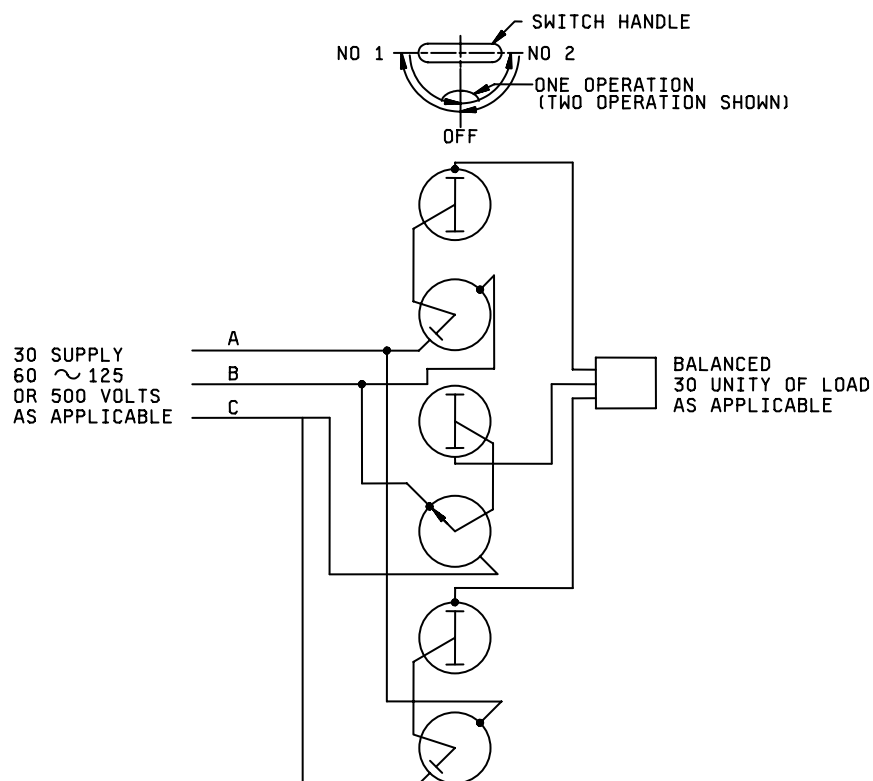 SWITCH HANDLE
NO 1
NO 2
ONE OPERATION
(TWO OPERATION SHOWN)
OFF
A
30 SUPPLY
60 ~ 125
OR 500 VOLTS
AS APPLICABLE
B
C
BALANCED
30 UNITY OF LOAD
AS APPLICABLE